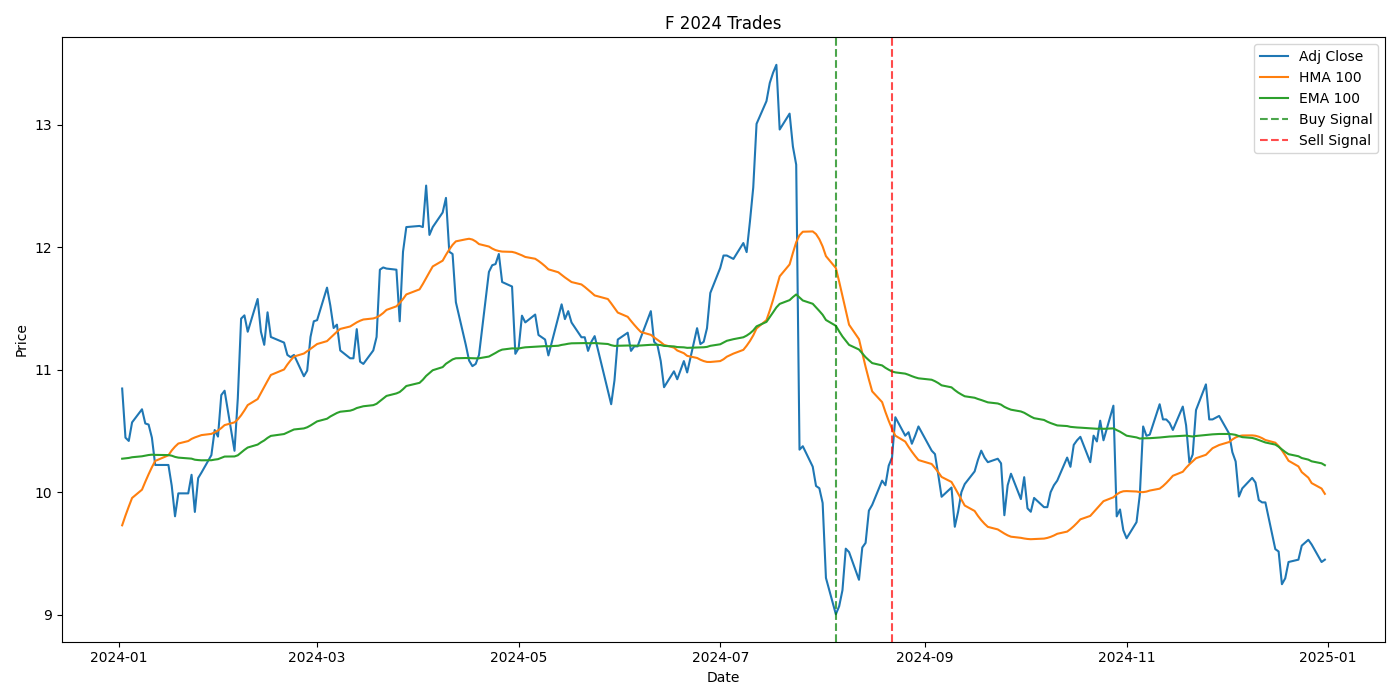 F 2024 Trades
Adj Close
HMA 100
EMA 100
Buy Signal
Sell Signal
Price
13
12
11
10
9
2024-01
2024-03
2024-05
2024-07
2024-09
2024-11
2025-01
Date